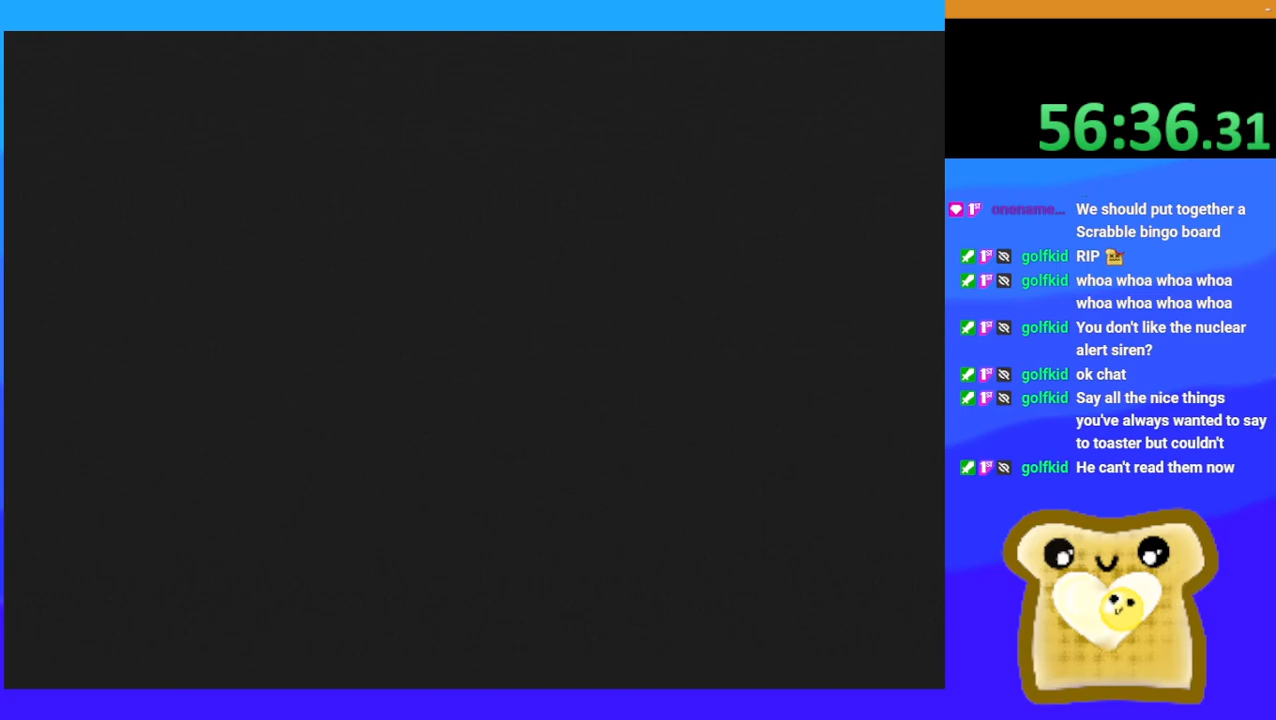 56:36.31
onename... We should put together a
Scrabble bingo board
golfkid RIP
golfkid whoa whoa whoa whoa
whoa whoa whoa whoa
golfkid You don't like the nuclear
alert siren?
golfkid ok chat
golfkid Say all the nice things
you've always wanted to say
to toaster but couldn't
golfkid He can't read them now